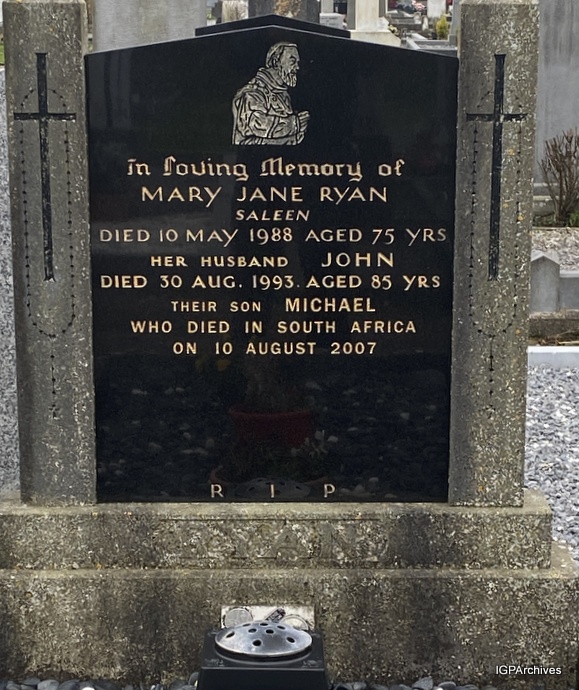 In Loving Memory of
MARY JANE RYAN
SALEEN
DIED 10 MAY 1988 AGED 75 YRS
HER HUSBAND JOHN
DIED 30 AUG. 1993. AGED 85 YRS
THEIR SON MICHAEL
WHO DIED IN SOUTH AFRICA
ON 10 AUGUST 2007
R I P
RYAN
IGPArchives